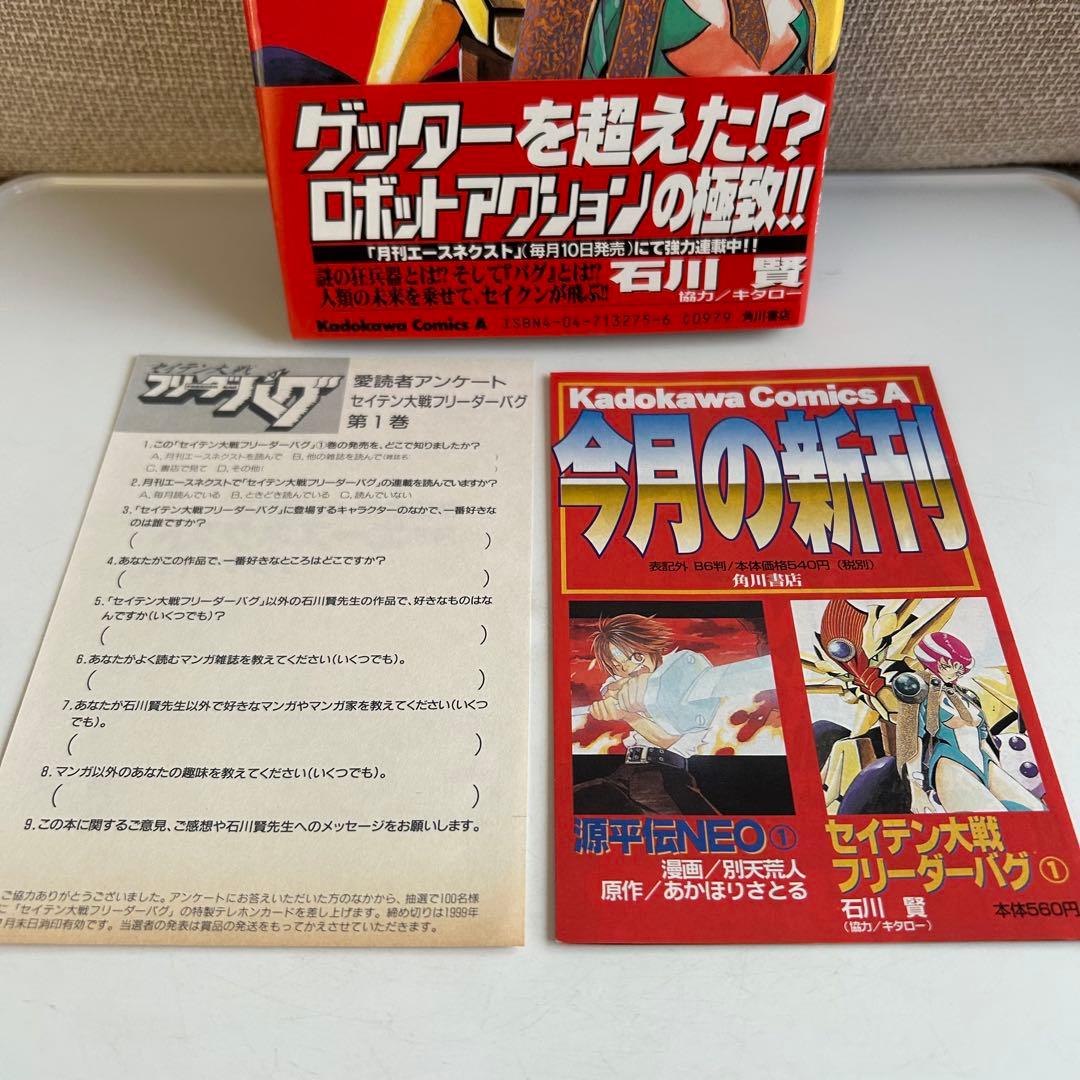 ゲッターを超えた!?
ロボットアクションの極致!!
「月刊エースネクスト」(毎月10日発売)にて強力連載中!!
謎の狂兵器とは!? そして『バグ』とは!?
人類の未来を乗せて、セイクンが飛ぶ!!
石川 賢
協力/キタロー
Kadokawa Comics A ISBN4-04-713275-6 C0979 角川書店
セイテン大戦
フリーダーバグ
愛読者アンケート
セイテン大戦フリーダーバグ
第1巻
1.この「セイテン大戦フリーダーバグ」①巻の発売を、どこで知りましたか?
A、月刊エースネクストを読んで B、他の雑誌を読んで(雑誌名: )
C、書店で見て D、その他( )
2.月刊エースネクストで「セイテン大戦フリーダーバグ」の連載を読んでいますか?
A、毎月読んでいる B、ときどき読んでいる C、読んでいない
3.「セイテン大戦フリーダーバグ」に登場するキャラクターのなかで、一番好きな
のは誰ですか?
( )
4.あなたがこの作品で、一番好きなところはどこですか?
( )
5.「セイテン大戦フリーダーバグ」以外の石川賢先生の作品で、好きなものはな
んですか(いくつでも)?
( )
6.あなたがよく読むマンガ雑誌を教えてください(いくつでも)。
( )
7.あなたが石川賢先生以外で好きなマンガやマンガ家を教えてください(いくつ
でも)。
( )
8.マンガ以外のあなたの趣味を教えてください(いくつでも)。
( )
9.この本に関するご意見、ご感想や石川賢先生へのメッセージをお願いします。
ご協力ありがとうございました。アンケートにお答えいただいた方のなかから、抽選で100名様
に「セイテン大戦フリーダーバグ」の特製テレホンカードを差し上げます。締め切りは1999年
月末日消印有効です。当選者の発表は賞品の発送をもってかえさせていただきます。
Kadokawa Comics A
今月の新刊
表記外 B6判/本体価格540円(税別)
角川書店
源平伝NEO①
漫画/別天荒人
原作/あかほりさとる
セイテン大戦
フリーダーバグ①
石川 賢
(協力/キタロー)
本体560円